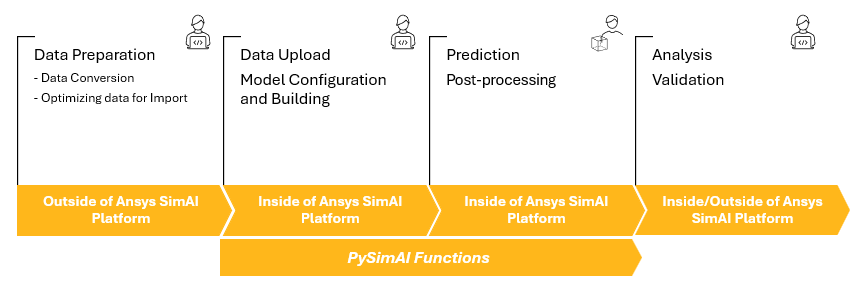 Data Preparation
- Data Conversion
- Optimizing data for Import
Data Upload
Model Configuration
and Building
Prediction
Post-processing
Analysis
Validation
Outside of Ansys SimAI
Platform
Inside of Ansys SimAI
Platform
Inside of Ansys SimAI
Platform
Inside/Outside of Ansys
SimAI Platform
PySimAI Functions